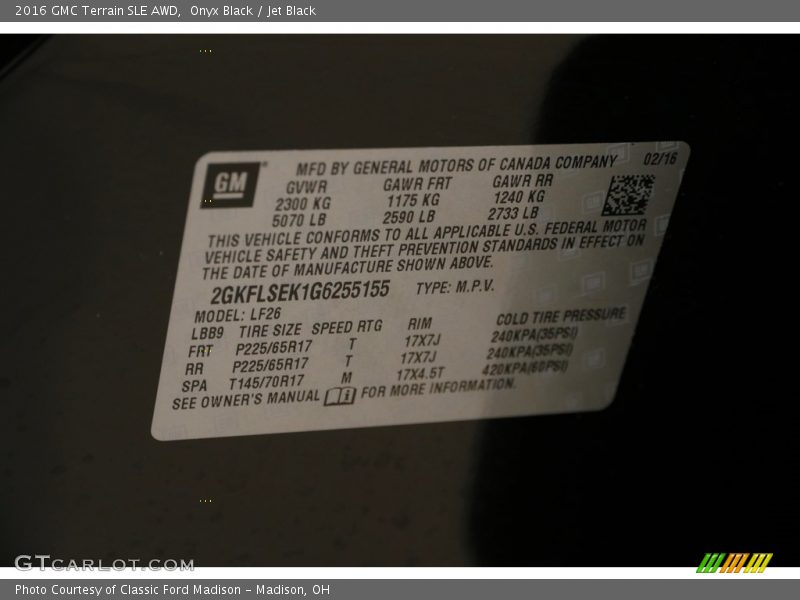 2016 GMC Terrain SLE AWD, Onyx Black / Jet Black
GM
MFD BY GENERAL MOTORS OF CANADA COMPANY 02/16
GVWR GAWR FRT GAWR RR
2300 KG 1175 KG 1240 KG
5070 LB 2590 LB 2733 LB
THIS VEHICLE CONFORMS TO ALL APPLICABLE U.S. FEDERAL MOTOR
VEHICLE SAFETY AND THEFT PREVENTION STANDARDS IN EFFECT ON
THE DATE OF MANUFACTURE SHOWN ABOVE.
2GKFLSEK1G6255155 TYPE: M.P.V.
MODEL: LF26
LBB9 TIRE SIZE SPEED RTG RIM COLD TIRE PRESSURE
FRT P225/65R17 T 17X7J 240KPA(35PSI)
RR P225/65R17 T 17X7J 240KPA(35PSI)
SPA T145/70R17 M 17X4.5T 420KPA(60PSI)
SEE OWNER'S MANUAL FOR MORE INFORMATION.
GTCARLOT.COM
Photo Courtesy of Classic Ford Madison - Madison, OH